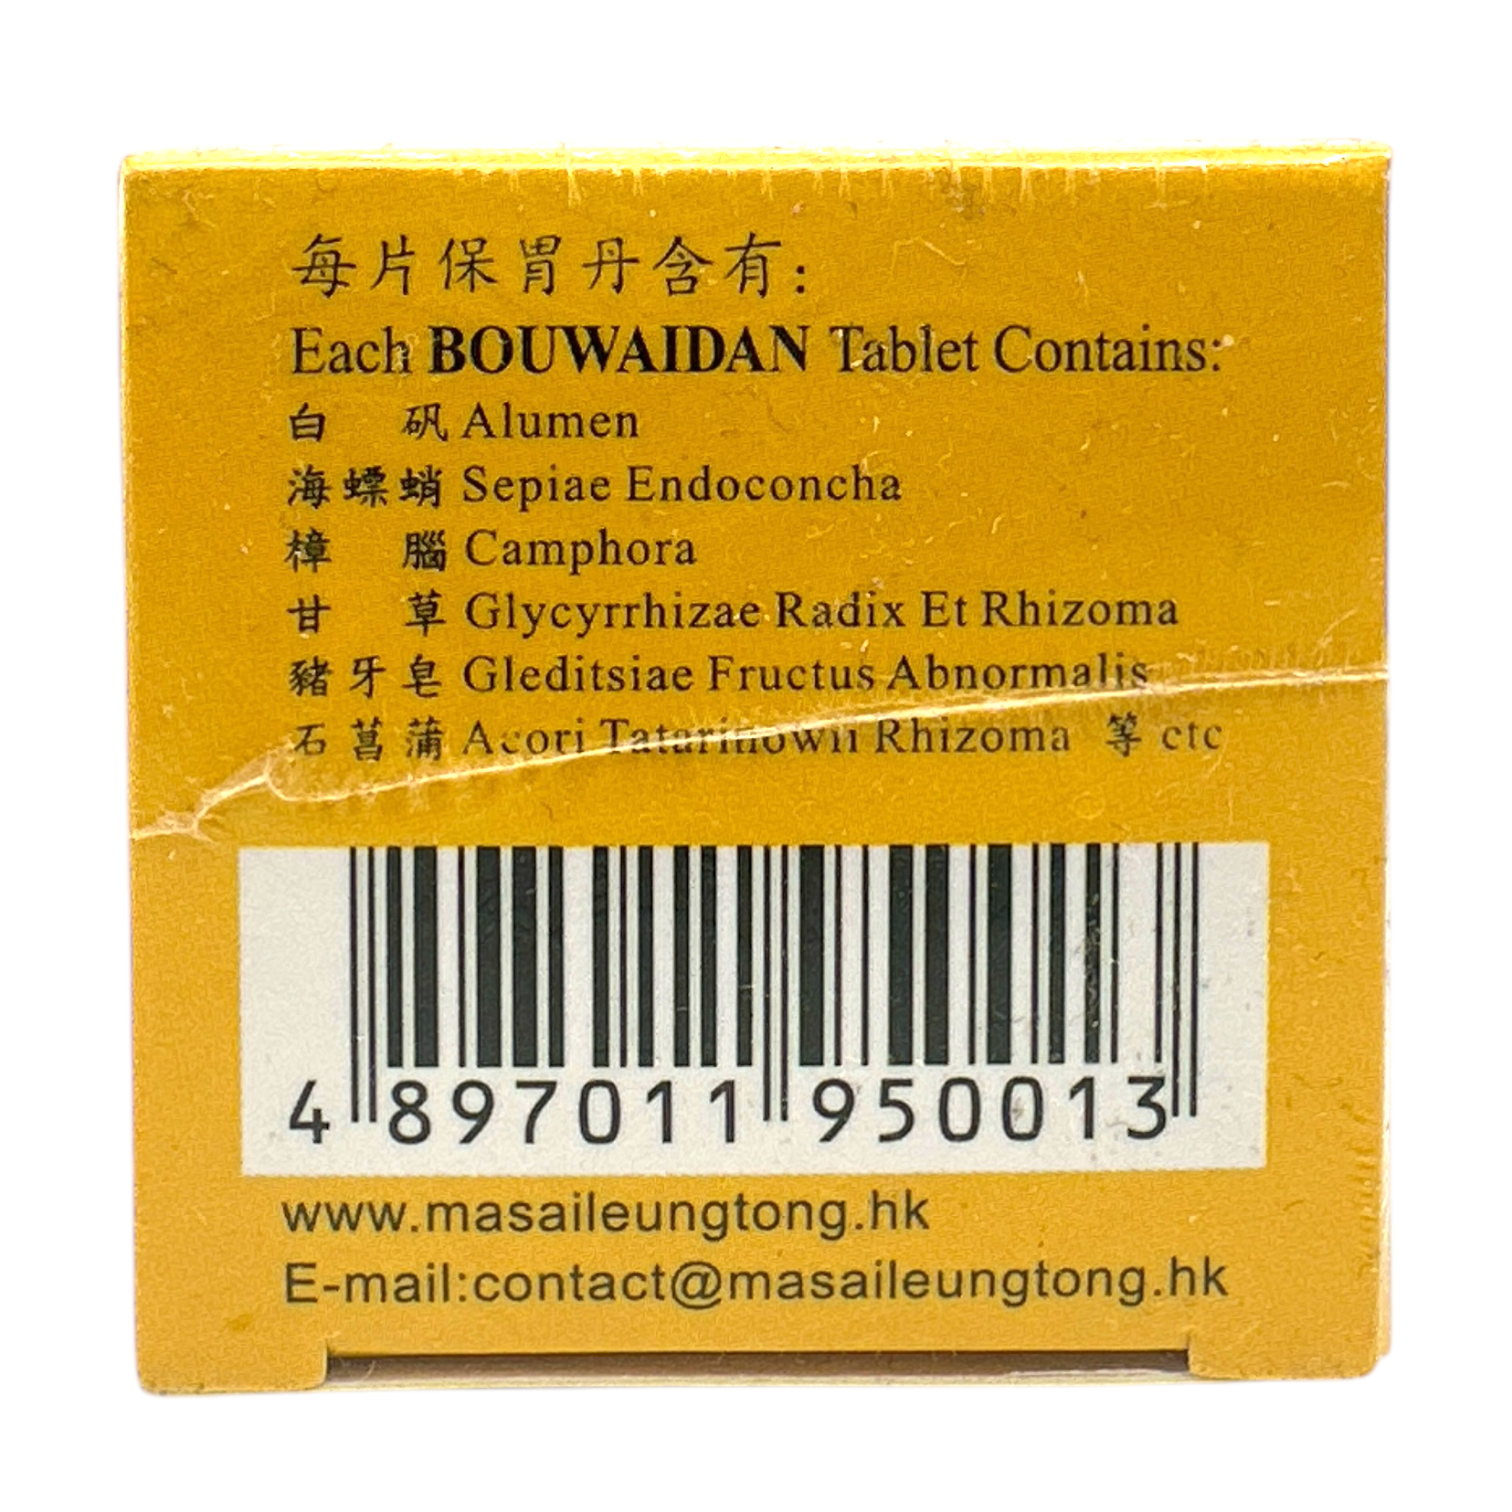 每片保胃丹含有:
Each BOUWAIDAN Tablet Contains:
白 矾 Alumen
海螵蛸 Sepiae Endoconcha
樟 腦 Camphora
甘 草 Glycyrrhizae Radix Et Rhizoma
豬牙皂 Gleditsiae Fructus Abnormalis
石菖蒲 Acori Tatarinowii Rhizoma 等 etc
4 897011 950013
www.masaileungtong.hk
E-mail:contact@masaileungtong.hk